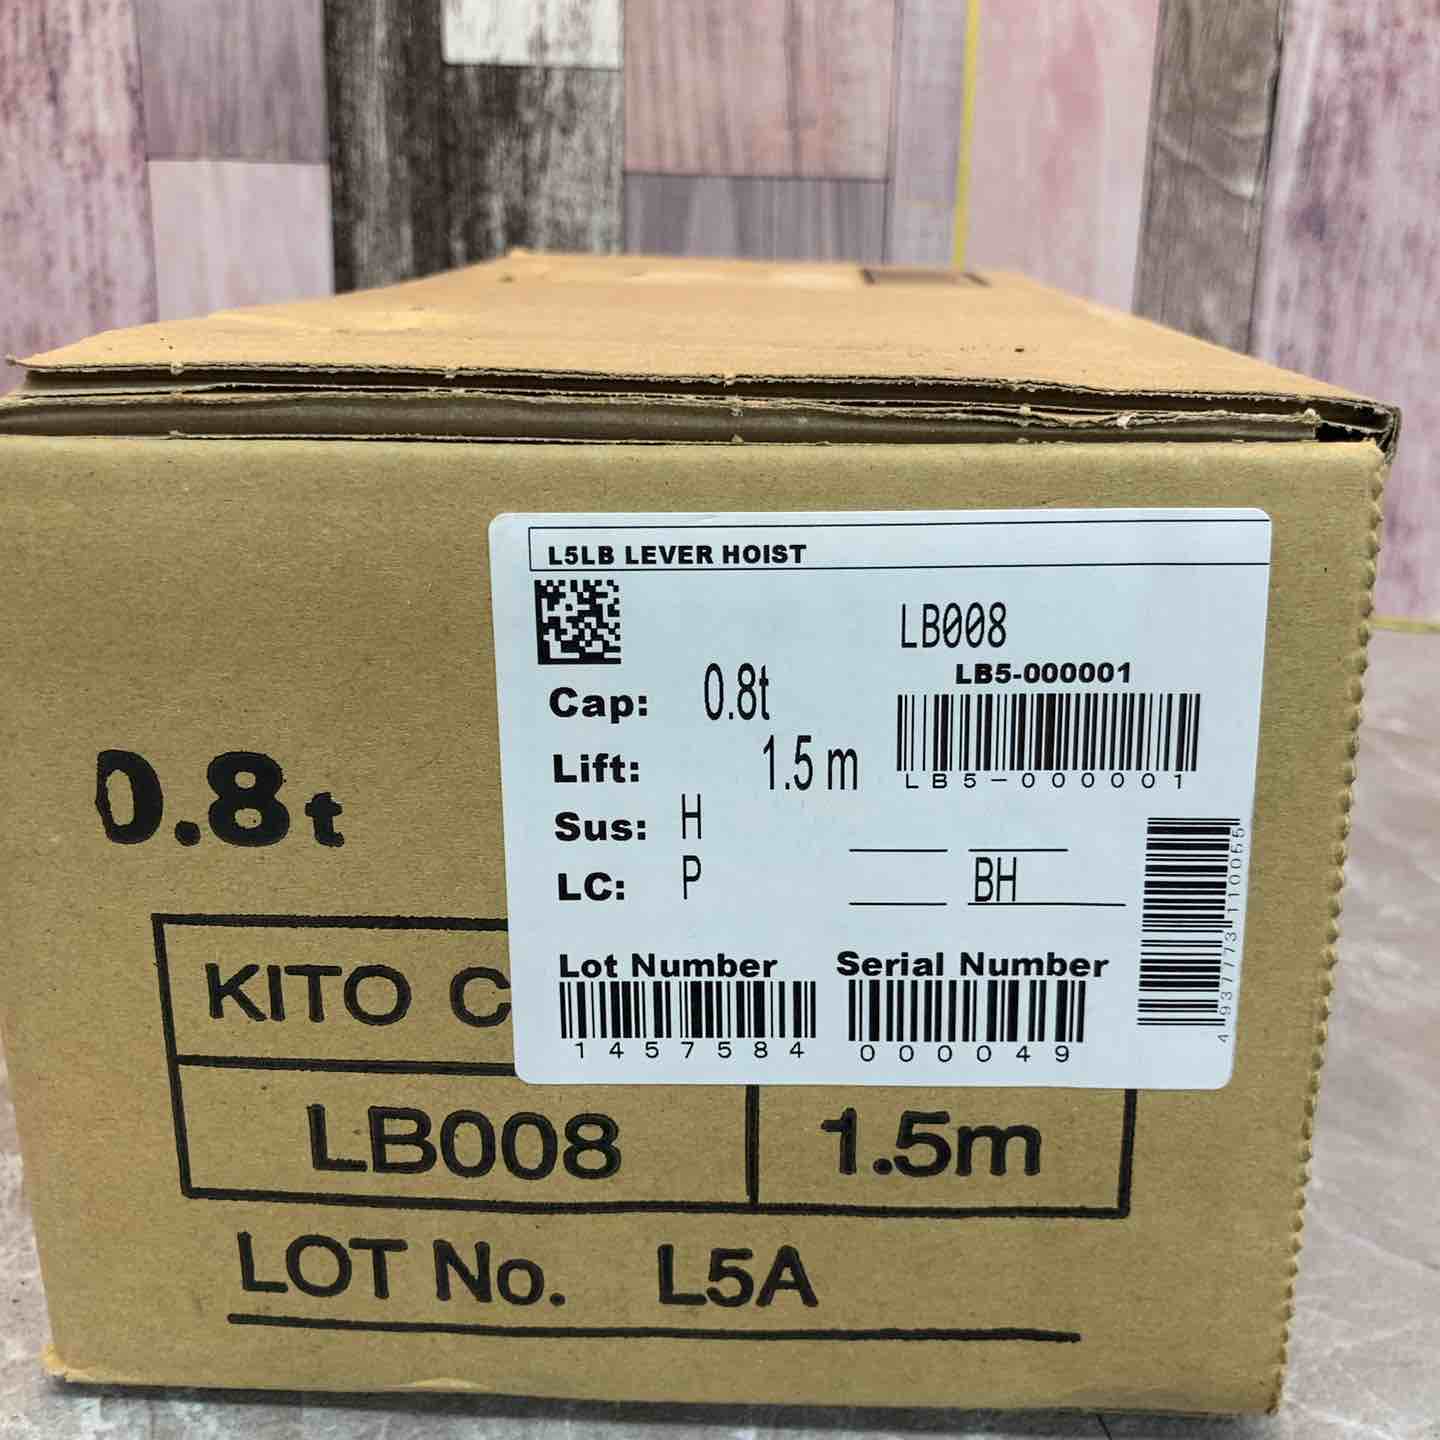 L5LB LEVER HOIST
LB008
LB5-000001
Cap: 0.8t
LB5-000001
Lift: 1.5 m
Sus: H
LC: P
BH
4937773110055
Lot Number
1457584
Serial Number
000049
0.8t
KITO C
LB008 1.5m
LOT No. L5A